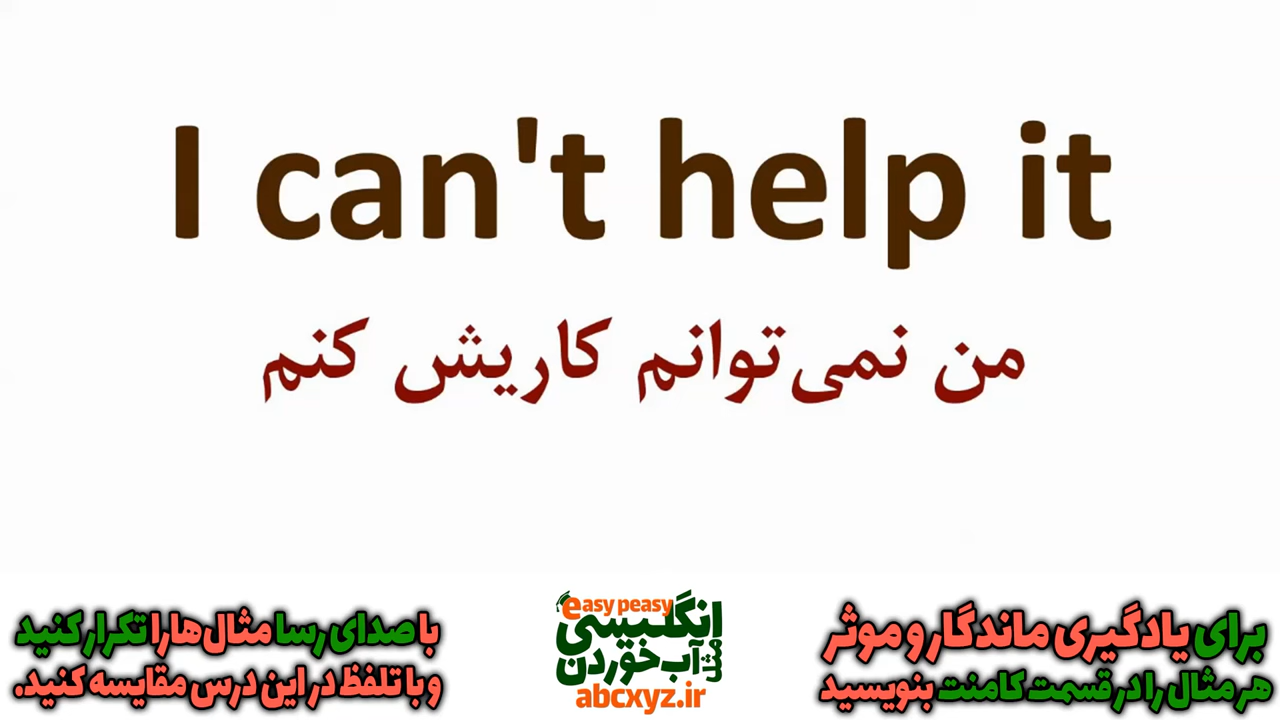 I can't help it
من نمی‌توانم کاریش کنم
برای یادگیری ماندگار و موثر
هر مثال را در قسمت کامنت بنویسید
easy peasy
انگلیسی
مثل آب خوردن
abcxyz.ir
با صدای رسا مثال‌ها را تکرار کنید
و با تلفظ در این درس مقایسه کنید.